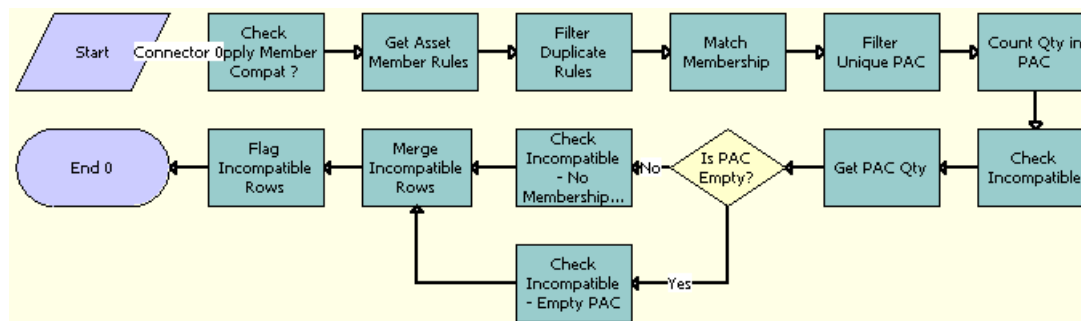 Start
Connector 0
Check
pply Member
Compat ?
Get Asset
Member Rules
Filter
Duplicate
Rules
Match
Membership
Filter
Unique PAC
Count Qty in
PAC
End 0
Flag
Incompatible
Rows
Merge
Incompatible
Rows
Check
Incompatible
- No
Membership...
No
Is PAC
Empty?
Get PAC Qty
Check
Incompatible
Check
Incompatible
- Empty PAC
Yes